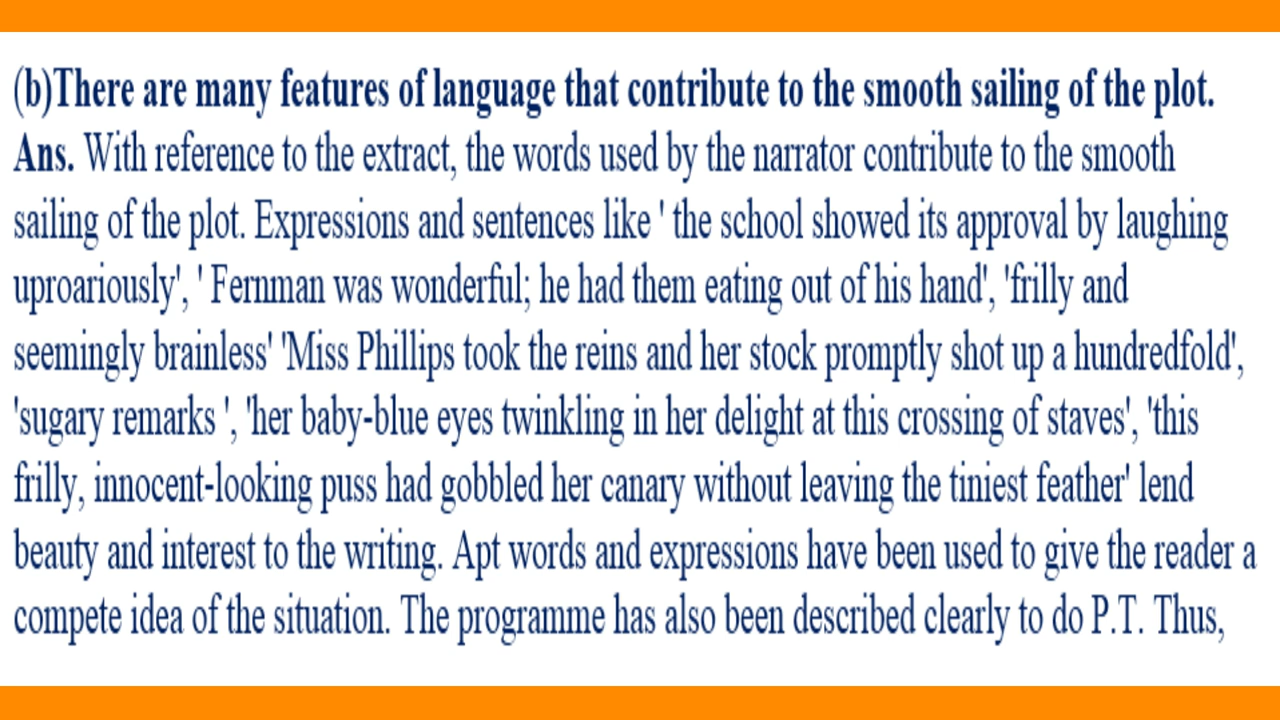 (b)There are many features of language that contribute to the smooth sailing of the plot.
Ans. With reference to the extract, the words used by the narrator contribute to the smooth
sailing of the plot. Expressions and sentences like ' the school showed its approval by laughing
uproariously', ' Fernman was wonderful; he had them eating out of his hand', 'frilly and
seemingly brainless' 'Miss Phillips took the reins and her stock promptly shot up a hundredfold',
'sugary remarks ', 'her baby-blue eyes twinkling in her delight at this crossing of staves', 'this
frilly, innocent-looking puss had gobbled her canary without leaving the tiniest feather' lend
beauty and interest to the writing. Apt words and expressions have been used to give the reader a
compete idea of the situation. The programme has also been described clearly to do P.T. Thus,